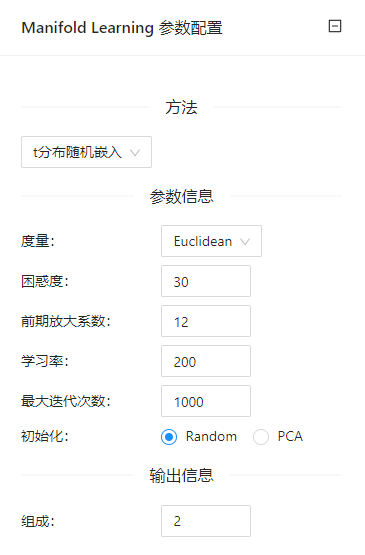 Manifold Learning 参数配置
方法
t分布随机嵌入
参数信息
度量: Euclidean
困惑度: 30
前期放大系数: 12
学习率: 200
最大迭代次数: 1000
初始化: Random PCA
输出信息
组成: 2